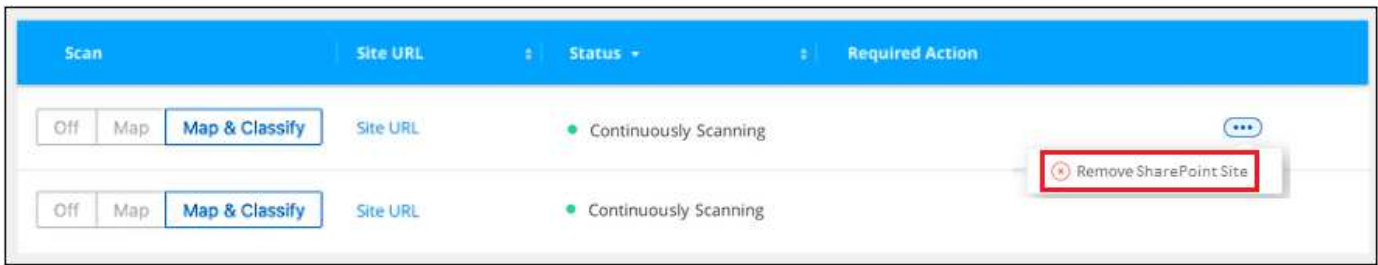 Scan Site URL Status Required Action
Off Map Map & Classify Site URL Continuously Scanning
Remove SharePoint Site
Off Map Map & Classify Site URL Continuously Scanning